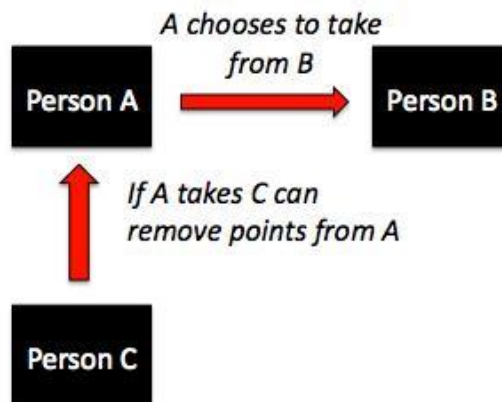 A chooses to take
from B
Person A
Person B
If A takes C can
remove points from A
Person C